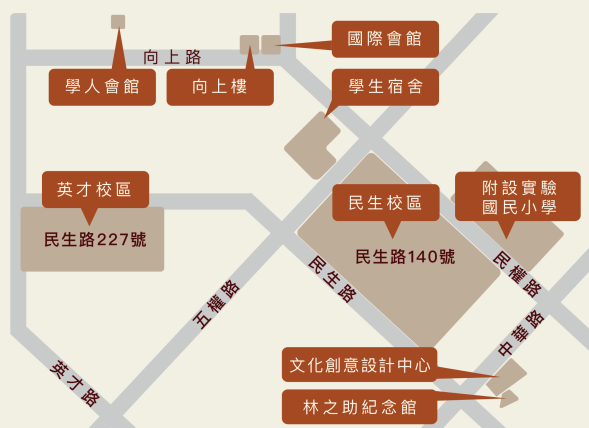 國際會館
向上路
學人會館
向上樓
學生宿舍
英才校區
民生路227號
民生校區
民生路140號
附設實驗
國民小學
五權路
民生路
民權路
中華路
英才路
文化創意設計中心
林之助紀念館